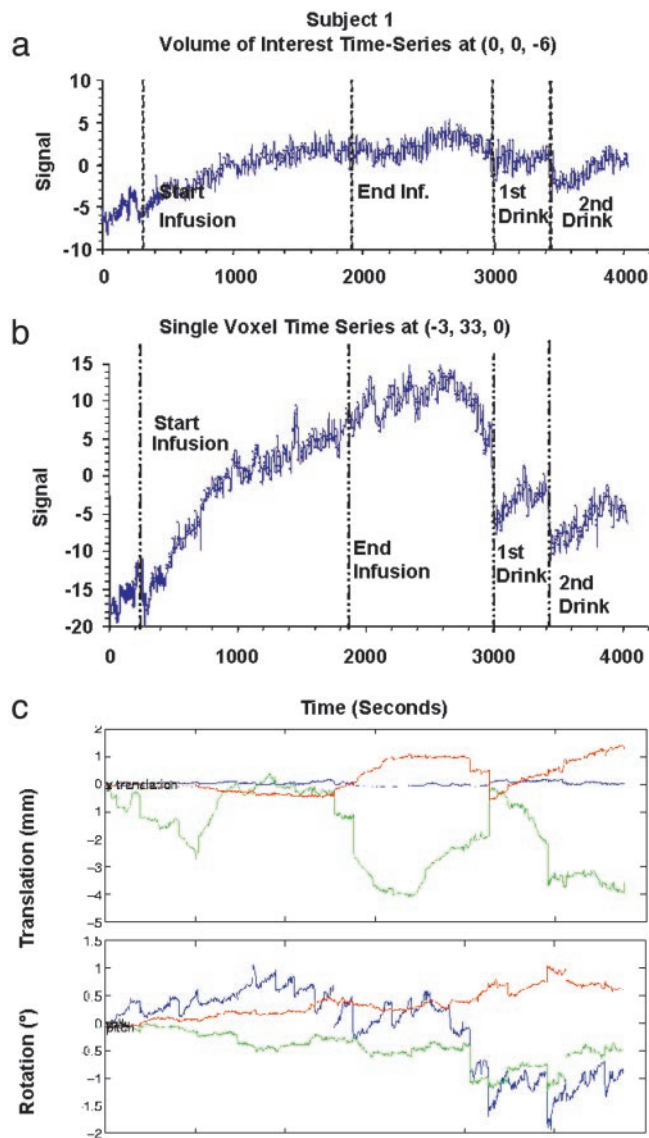 Subject 1
Volume of Interest Time-Series at (0, 0, -6)
a
10
5
0
-5
-10
Signal
Start
Infusion
End Inf.
1st
Drink
2nd
Drink
0
1000
2000
3000
4000
b
Single Voxel Time Series at (-3, 33, 0)
15
10
5
0
-5
-10
-15
-20
Signal
Start
Infusion
End
Infusion
1st
Drink
2nd
Drink
0
1000
2000
3000
4000
Time (Seconds)
c
2
1
0
-1
-2
-3
-4
-5
Translation (mm)
translation
1.5
1
0.5
0
-0.5
-1
-1.5
-2
Rotation (°)
pitch